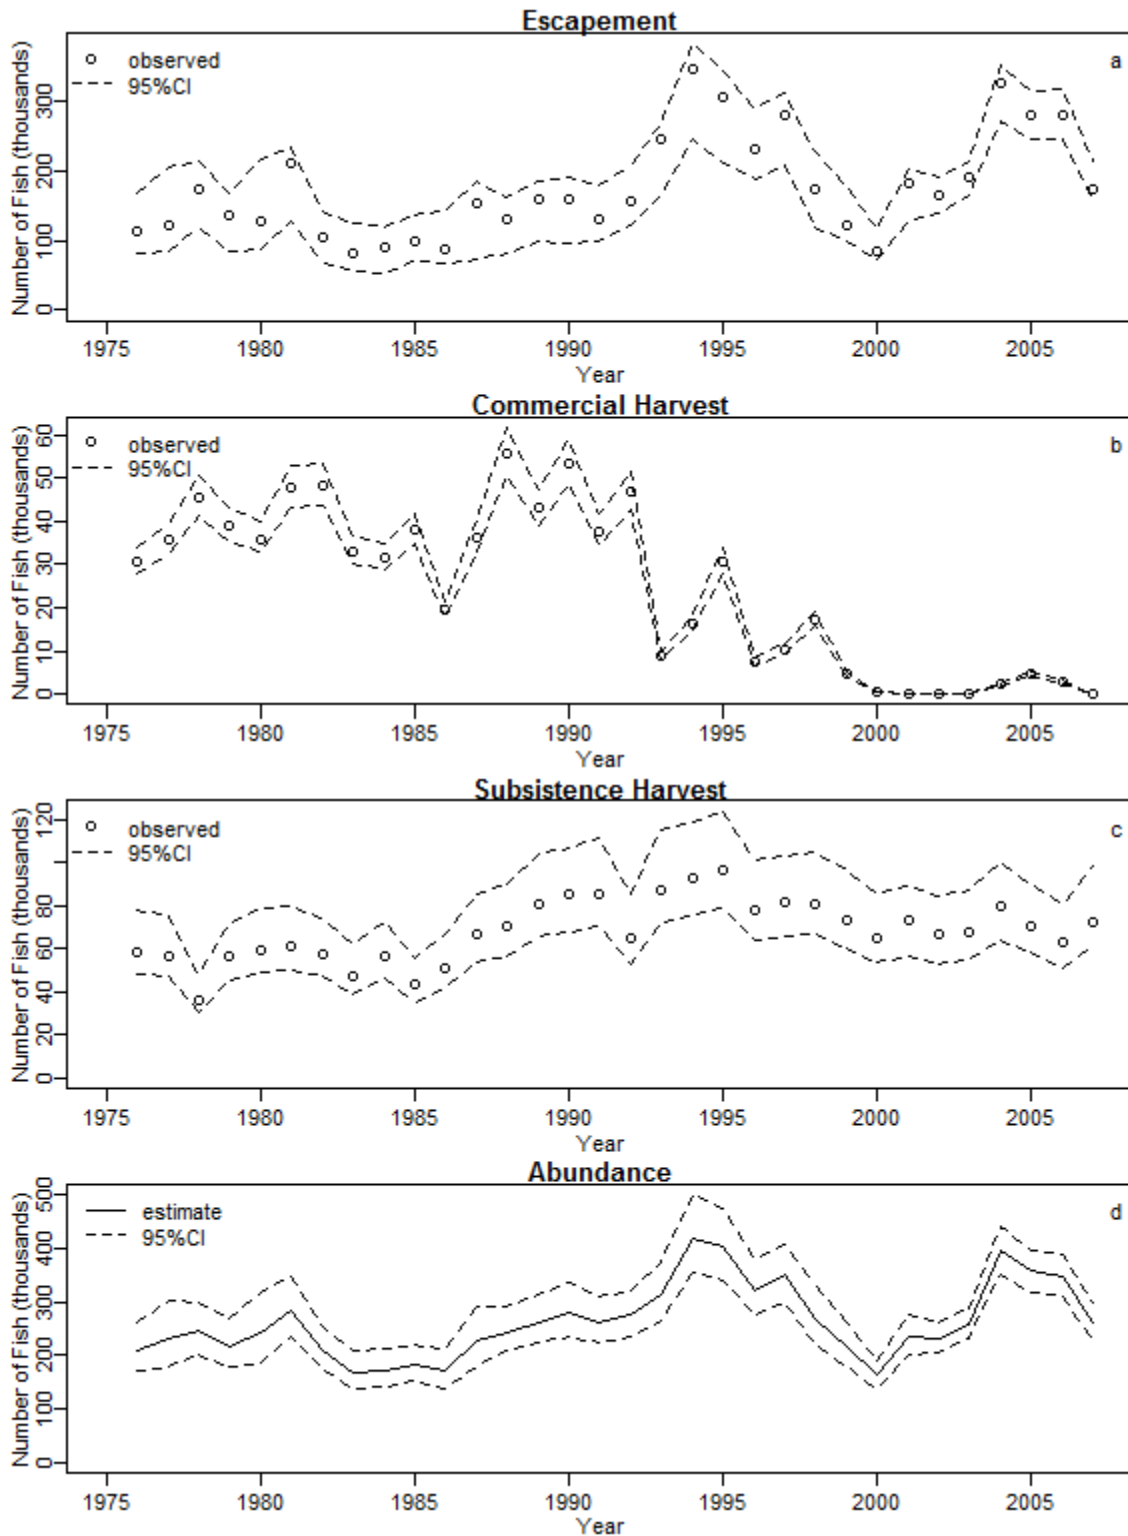 Escapement
observed
95%CI
a
Number of Fish (thousands)
0 100 200 300
1975 1980 1985 1990 1995 2000 2005
Year
Commercial Harvest
observed
95%CI
b
Number of Fish (thousands)
0 10 20 30 40 50 60
1975 1980 1985 1990 1995 2000 2005
Year
Subsistence Harvest
observed
95%CI
c
Number of Fish (thousands)
0 20 40 60 80 120
1975 1980 1985 1990 1995 2000 2005
Year
Abundance
estimate
95%CI
d
Number of Fish (thousands)
0 100 200 300 400 500
1975 1980 1985 1990 1995 2000 2005
Year